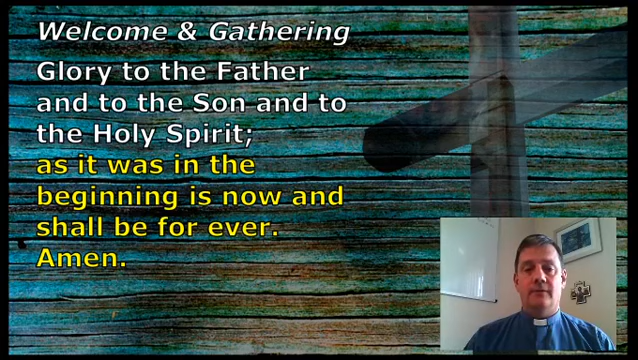 Welcome & Gathering
Glory to the Father
and to the Son and to
the Holy Spirit;
as it was in the
beginning is now and
shall be for ever.
Amen.